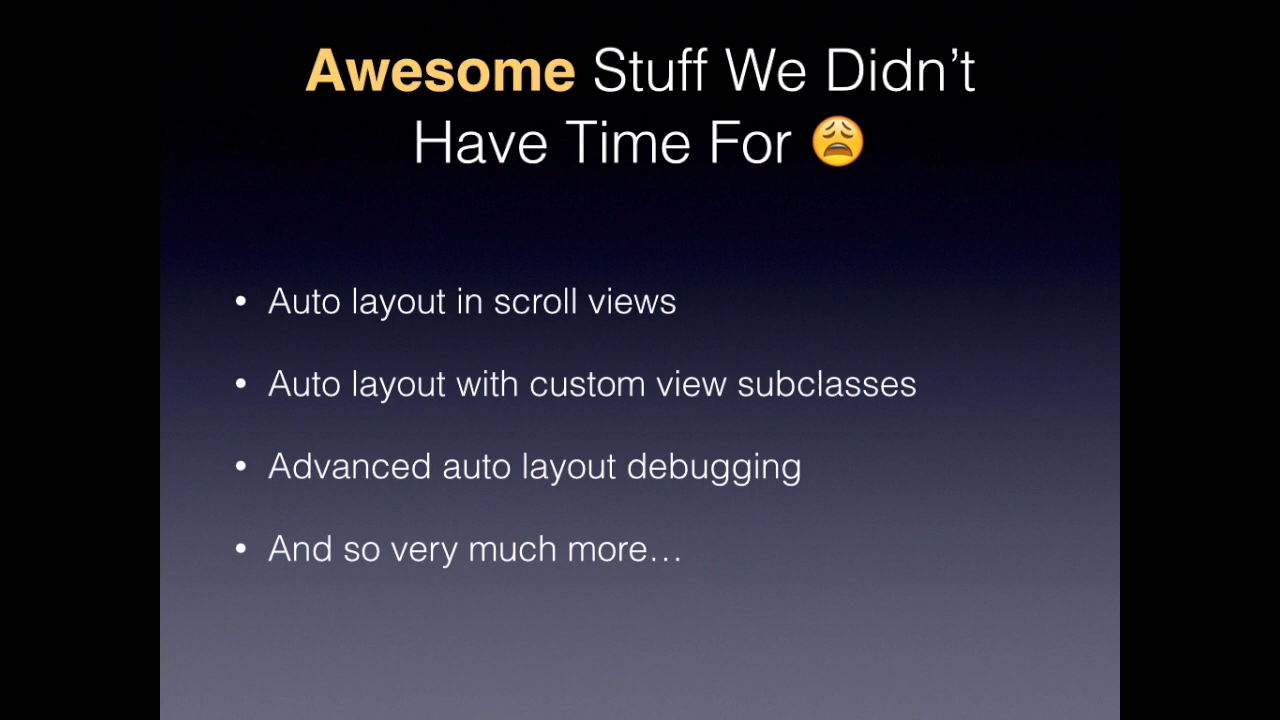 Awesome Stuff We Didn’t
Have Time For 😩
• Auto layout in scroll views
• Auto layout with custom view subclasses
• Advanced auto layout debugging
• And so very much more…